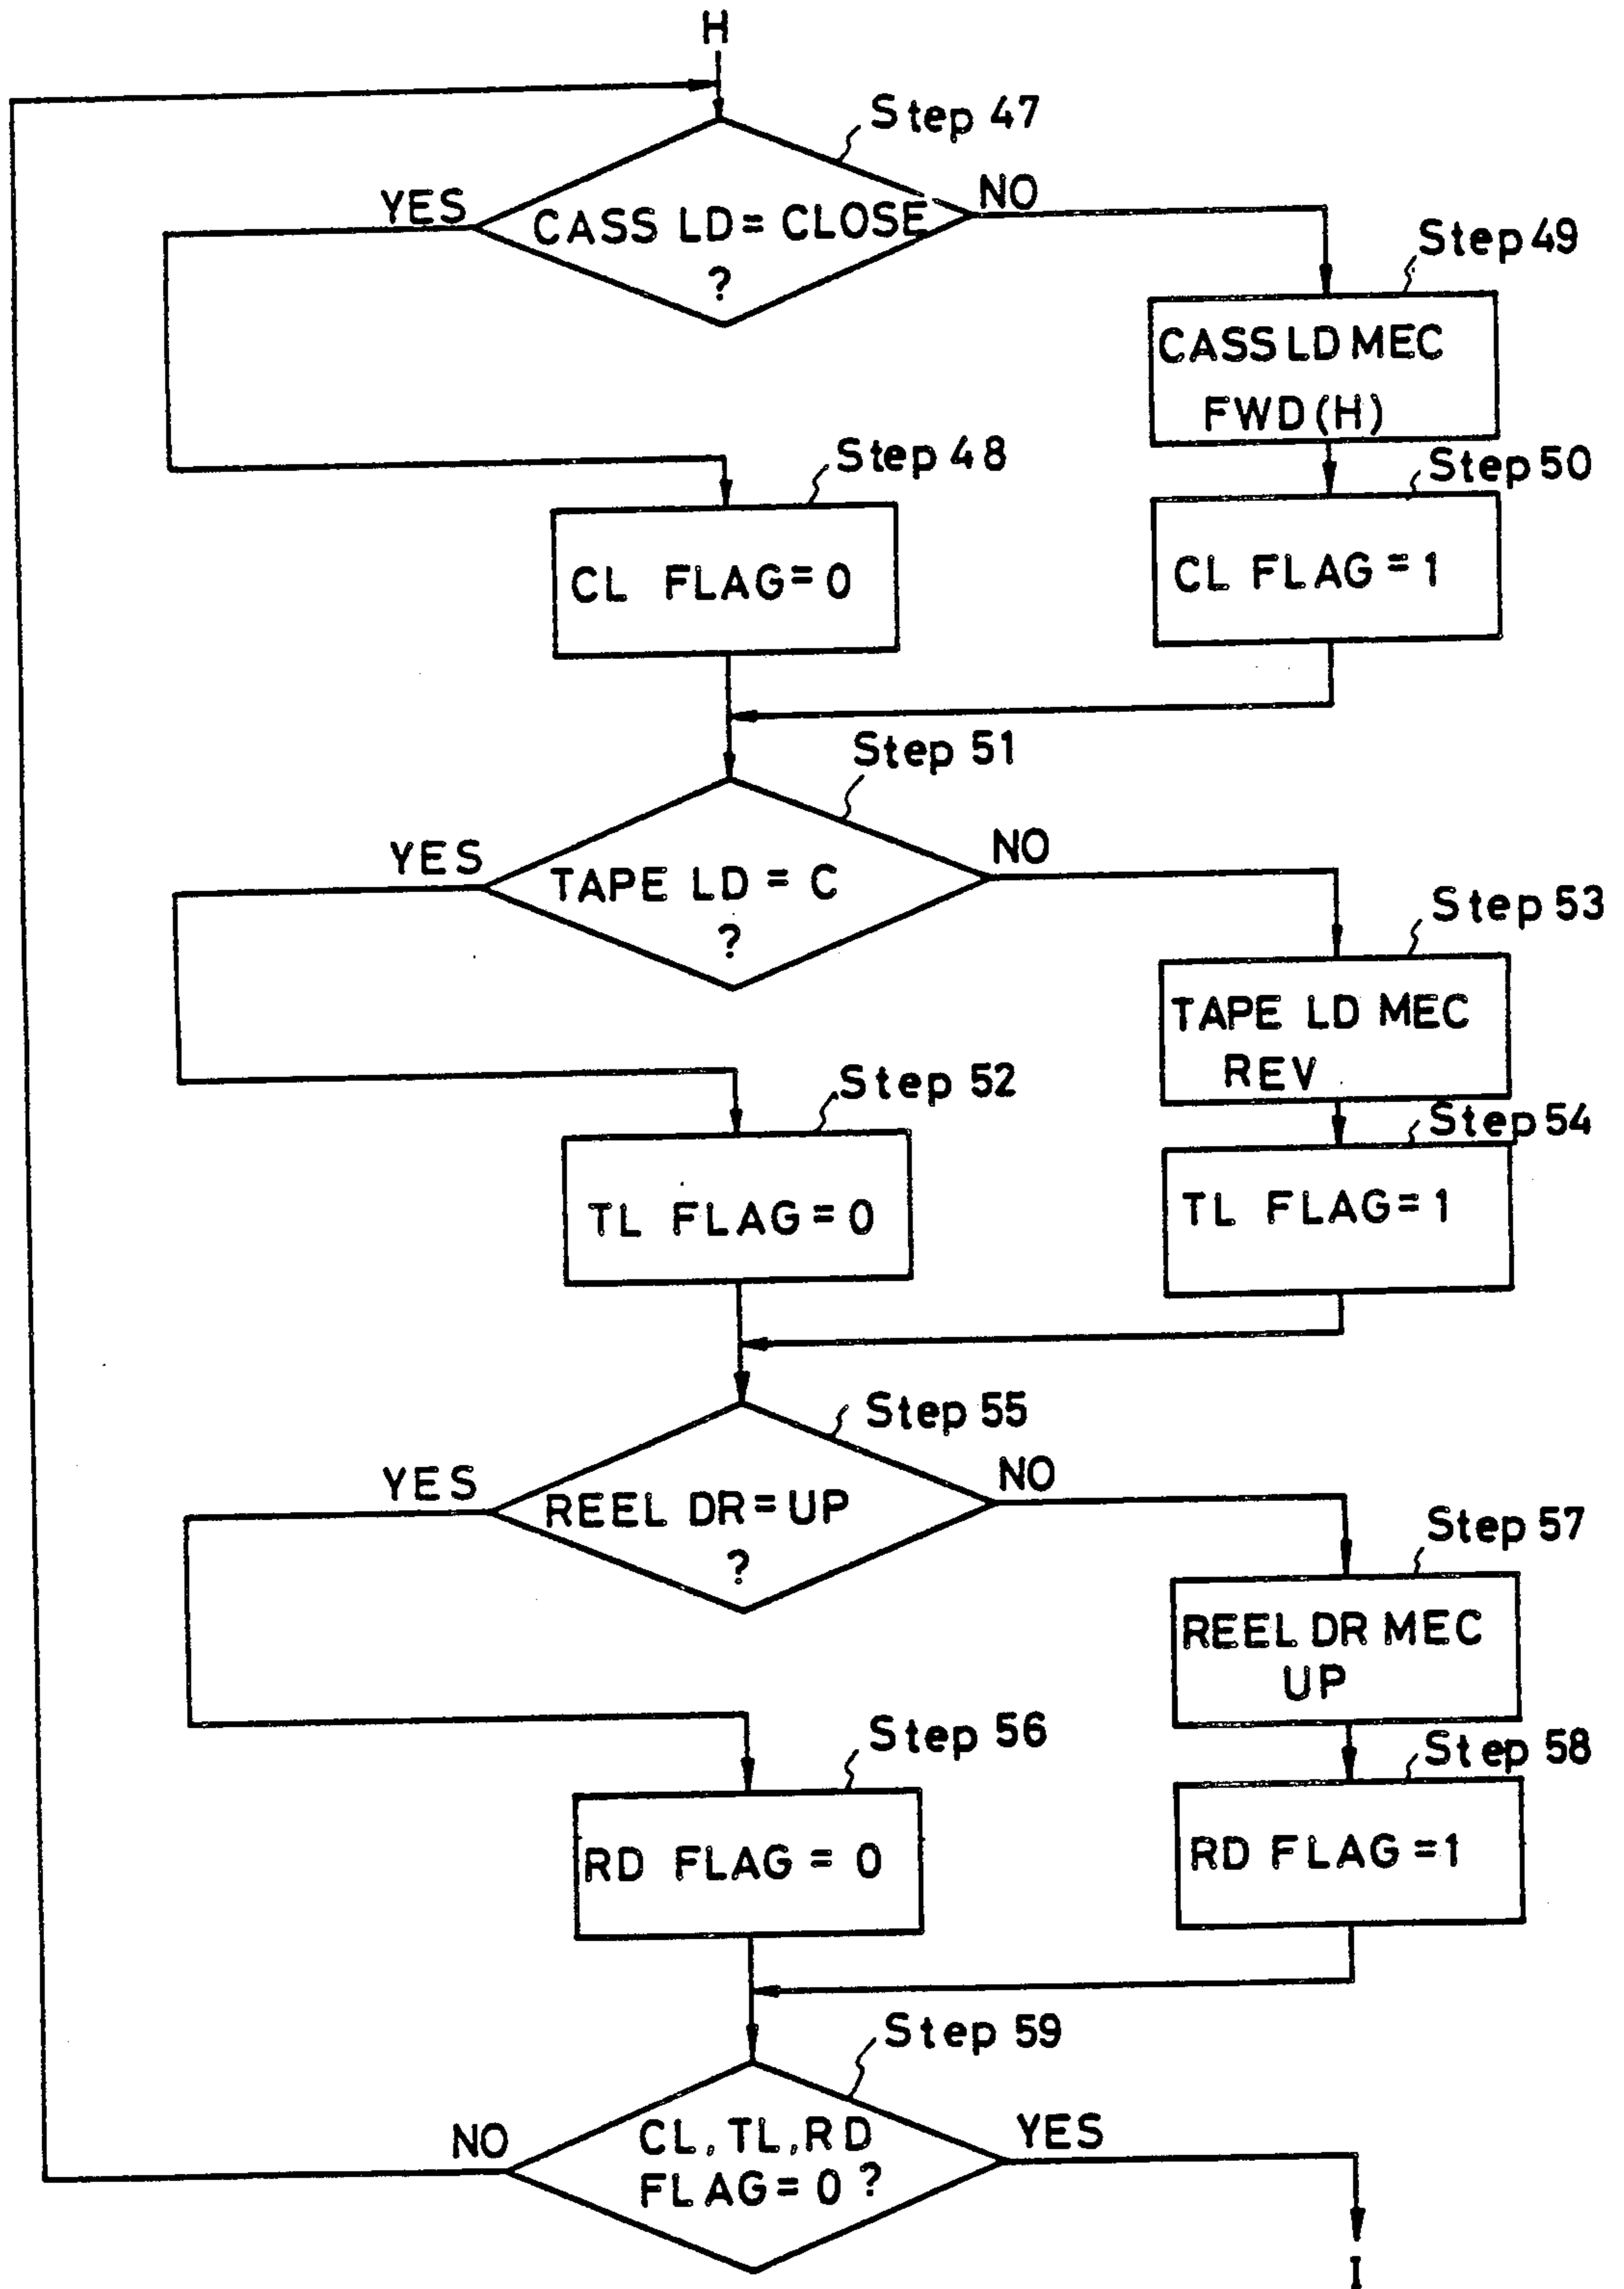 H
Step 47
YES
NO
CASS LD = CLOSE
?
Step 49
CASS LD MEC
FWD (H)
Step 48
Step 50
CL FLAG = 0
CL FLAG = 1
Step 51
YES
NO
TAPE LD = C
?
Step 53
TAPE LD MEC
REV
Step 52
Step 54
TL FLAG = 0
TL FLAG = 1
Step 55
YES
NO
REEL DR = UP
?
Step 57
REEL DR MEC
UP
Step 56
Step 58
RD FLAG = 0
RD FLAG = 1
Step 59
NO
YES
CL, TL, RD
FLAG = 0 ?
I